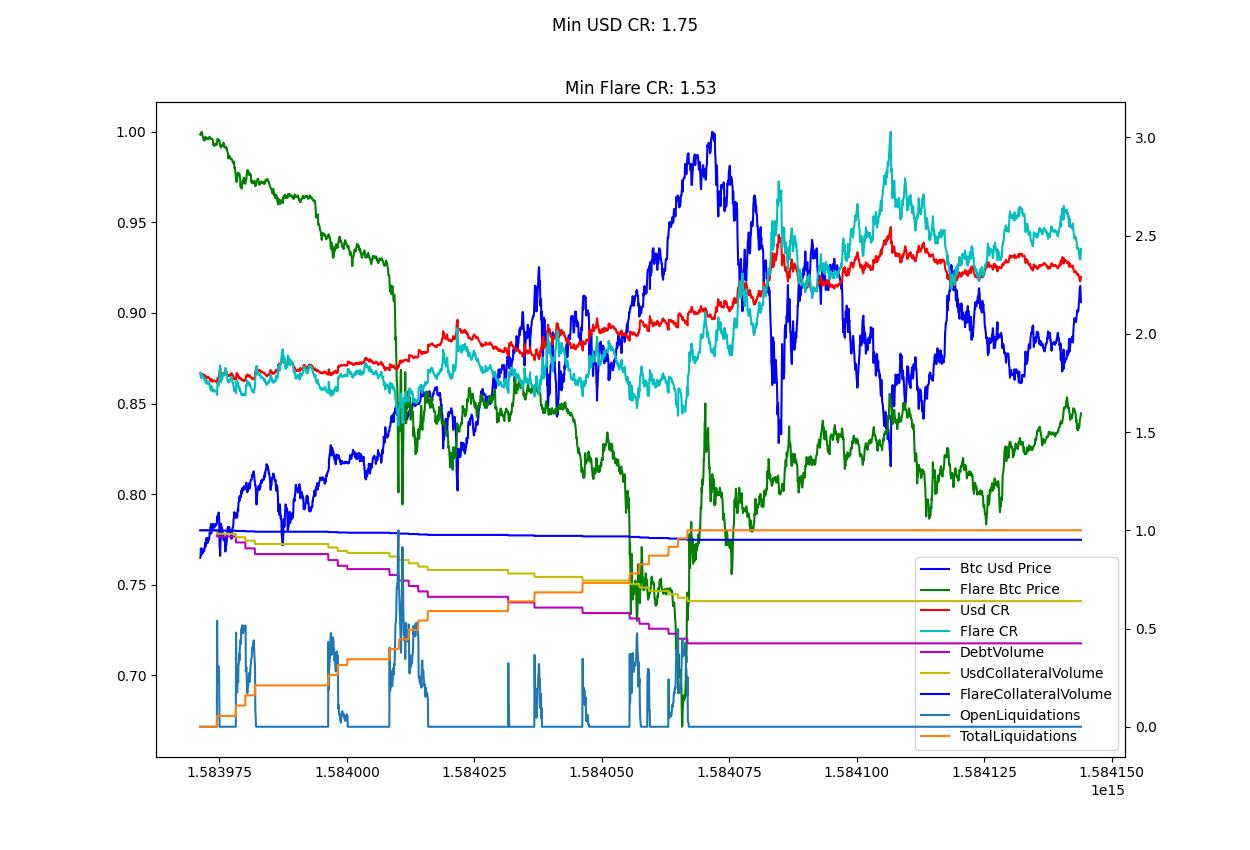 Min USD CR: 1.75
Min Flare CR: 1.53
1.00
0.95
0.90
0.85
0.80
0.75
0.70
3.0
2.5
2.0
1.5
1.0
0.5
0.0
Btc Usd Price
Flare Btc Price
Usd CR
Flare CR
DebtVolume
UsdCollateralVolume
FlareCollateralVolume
OpenLiquidations
TotalLiquidations
1.583975 1.584000 1.584025 1.584050 1.584075 1.584100 1.584125 1.584150
1e15